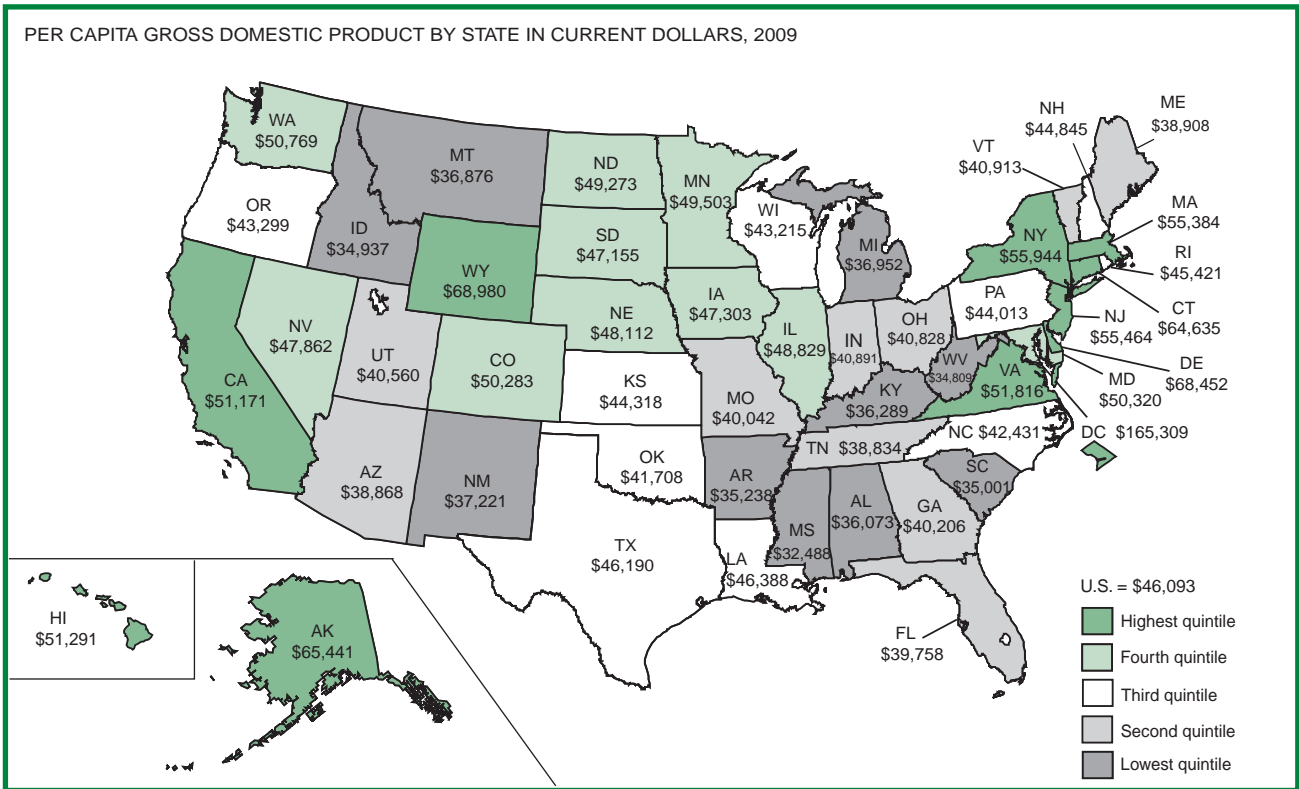 PER CAPITA GROSS DOMESTIC PRODUCT BY STATE IN CURRENT DOLLARS, 2009
WA
$50,769
MT
$36,876
ND
$49,273
MN
$49,503
OR
$43,299
ID
$34,937
WY
$68,980
SD
$47,155
WI
$43,215
MI
$36,952
NY
$55,944
VT
$40,913
NH
$44,845
ME
$38,908
MA
$55,384
RI
$45,421
CT
$64,635
NJ
$55,464
DE
$68,452
MD
$50,320
DC $165,309
PA
$44,013
CA
$51,171
NV
$47,862
UT
$40,560
CO
$50,283
NE
$48,112
IA
$47,303
IL
$48,829
IN
$40,891
OH
$40,828
WV
$34,809
VA
$51,816
KS
$44,318
MO
$40,042
KY
$36,289
NC $42,431
TN $38,834
AZ
$38,868
NM
$37,221
OK
$41,708
AR
$35,238
SC
$35,001
MS
$32,488
AL
$36,073
GA
$40,206
TX
$46,190
LA
$46,388
FL
$39,758
HI
$51,291
AK
$65,441
U.S. = $46,093
Highest quintile
Fourth quintile
Third quintile
Second quintile
Lowest quintile